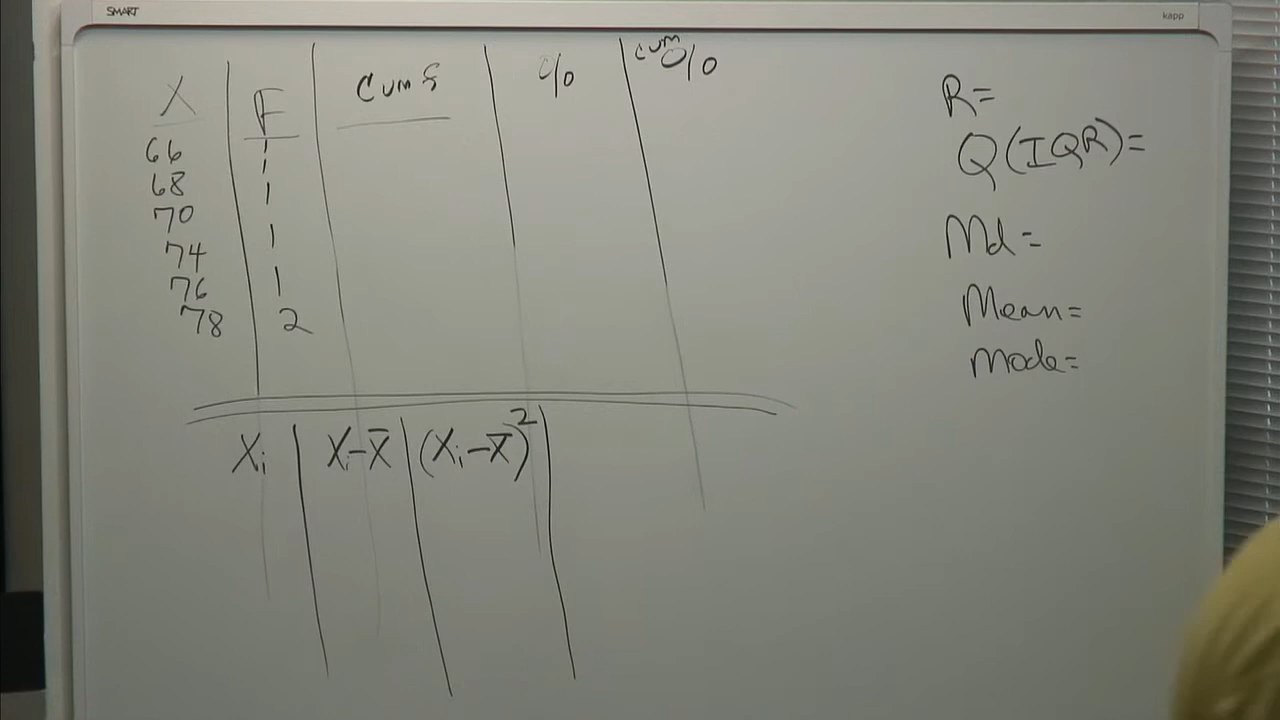 SMART
kapp
X F Cum f % Cum %
66 1
68 1
70 1
74 1
76 1
78 2
R=
Q(IQR)=
Md=
Mean=
Mode=
Xi Xi-X̄ (Xi-X̄)²